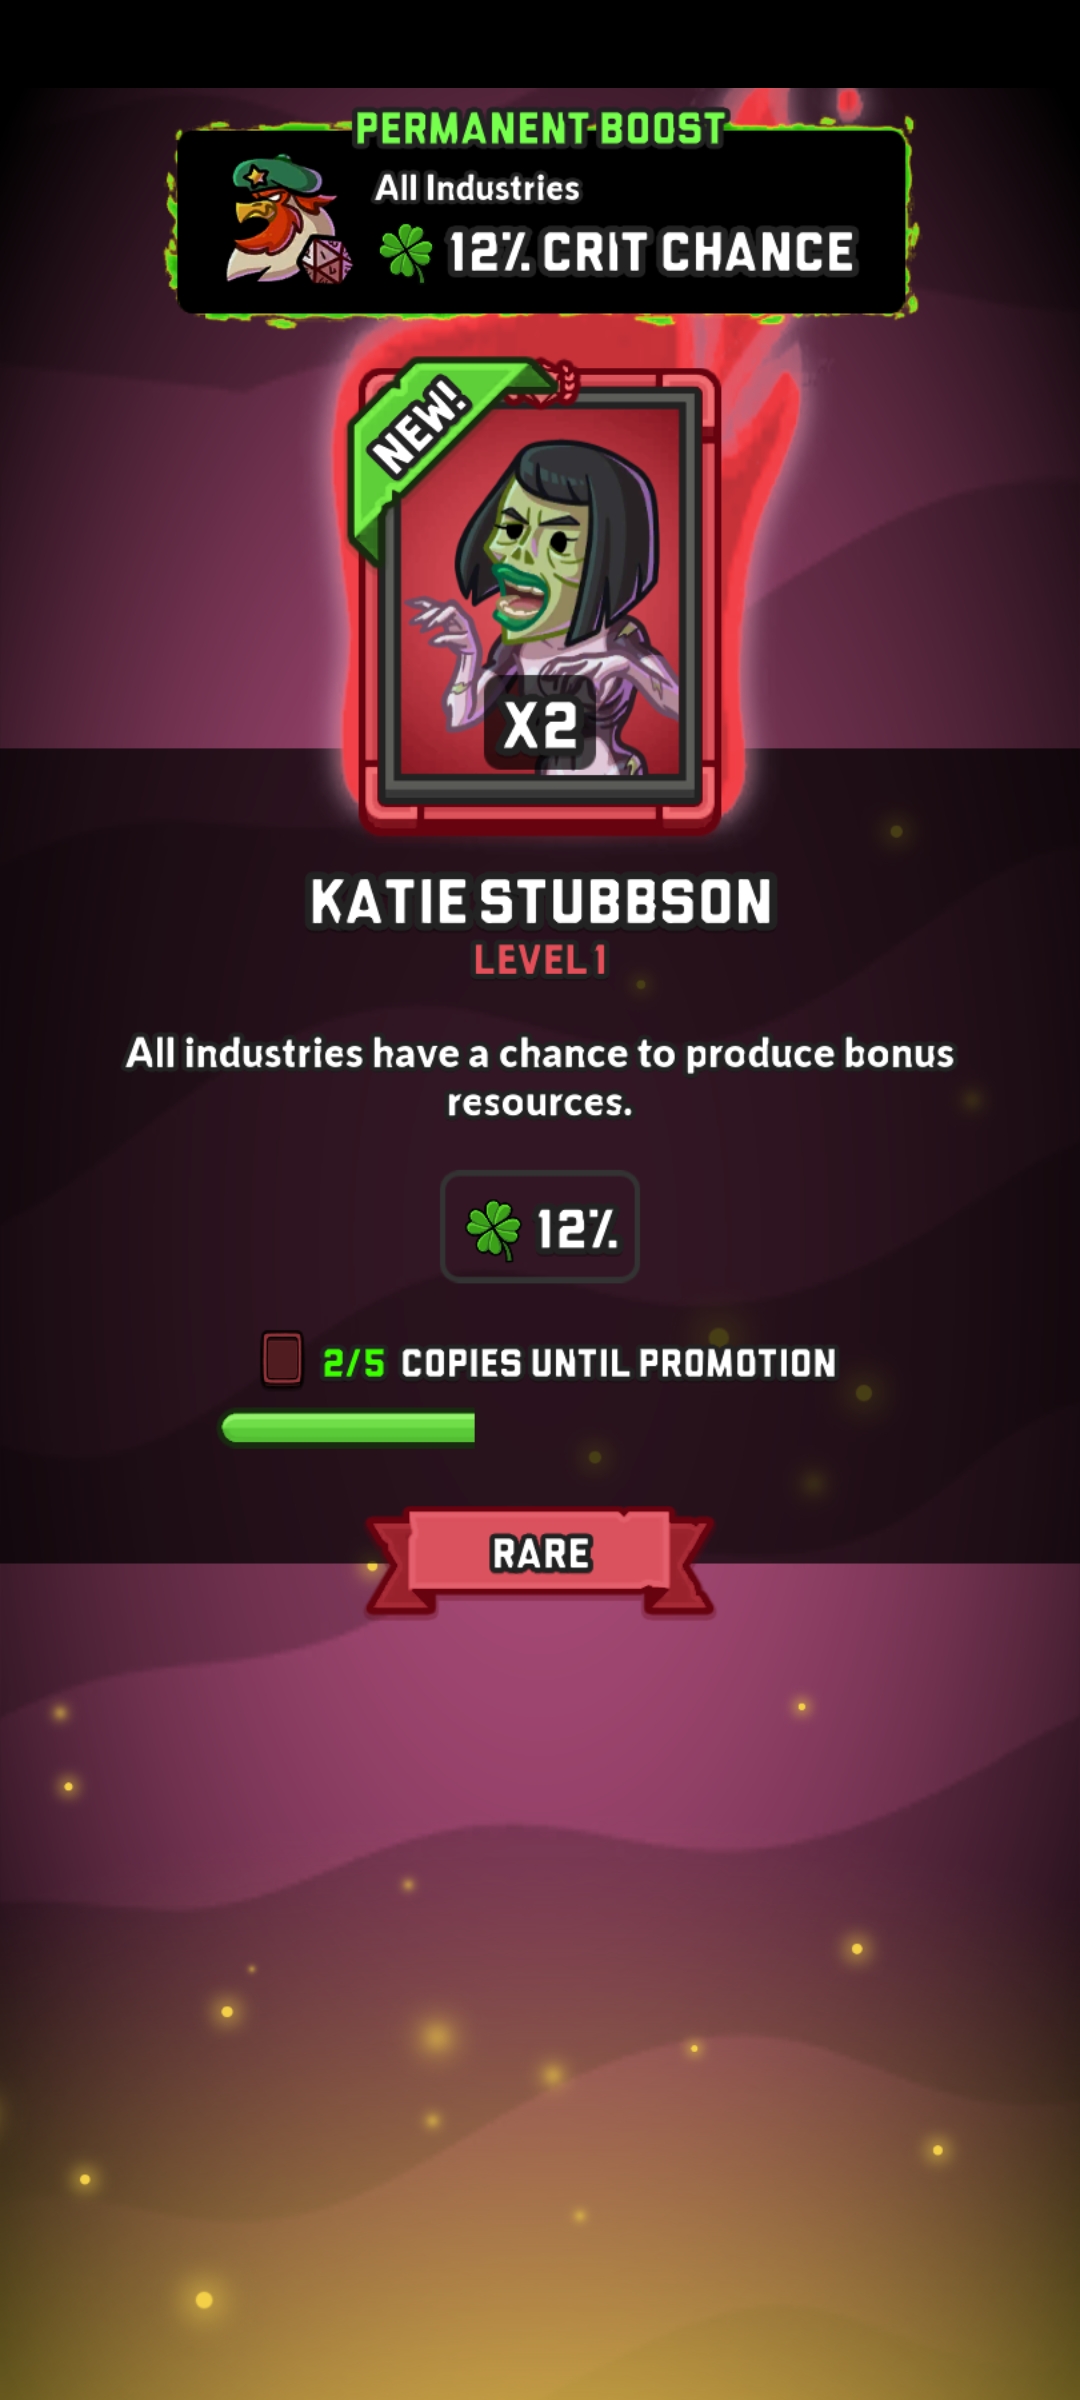 PERMANENT BOOST
All Industries
12% CRIT CHANCE
NEW!
X2
KATIE STUBBSON
LEVEL 1
All industries have a chance to produce bonus
resources.
12%
2/5 COPIES UNTIL PROMOTION
RARE